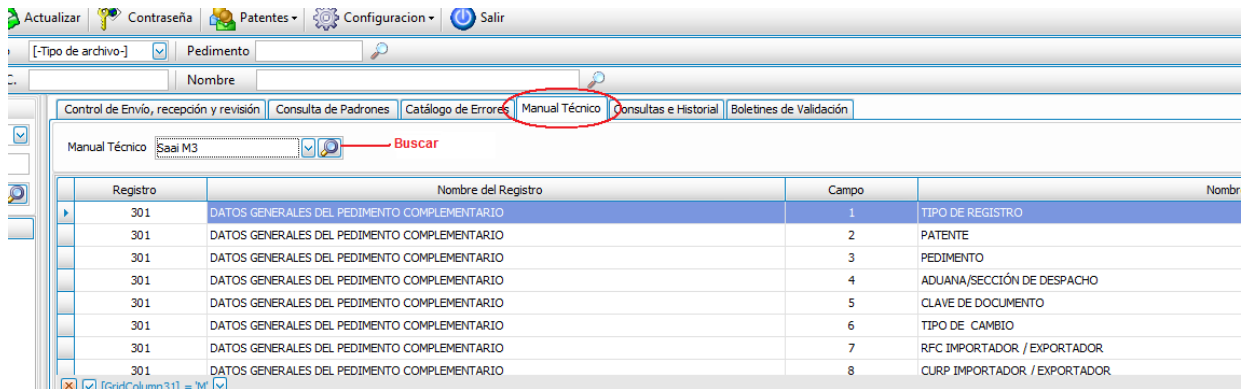 Actualizar Contraseña Patentes Configuracion Salir
[-Tipo de archivo-] Pedimento
C. Nombre
Control de Envío, recepción y revisión Consulta de Padrones Catálogo de Errores Manual Técnico Consultas e Historial Boletines de Validación
Manual Técnico Saai M3 Buscar
Registro Nombre del Registro Campo Nombr
301 DATOS GENERALES DEL PEDIMENTO COMPLEMENTARIO 1 TIPO DE REGISTRO
301 DATOS GENERALES DEL PEDIMENTO COMPLEMENTARIO 2 PATENTE
301 DATOS GENERALES DEL PEDIMENTO COMPLEMENTARIO 3 PEDIMENTO
301 DATOS GENERALES DEL PEDIMENTO COMPLEMENTARIO 4 ADUANA/SECCIÓN DE DESPACHO
301 DATOS GENERALES DEL PEDIMENTO COMPLEMENTARIO 5 CLAVE DE DOCUMENTO
301 DATOS GENERALES DEL PEDIMENTO COMPLEMENTARIO 6 TIPO DE CAMBIO
301 DATOS GENERALES DEL PEDIMENTO COMPLEMENTARIO 7 RFC IMPORTADOR / EXPORTADOR
301 DATOS GENERALES DEL PEDIMENTO COMPLEMENTARIO 8 CURP IMPORTADOR / EXPORTADOR
[GridColumn31] = 'M'